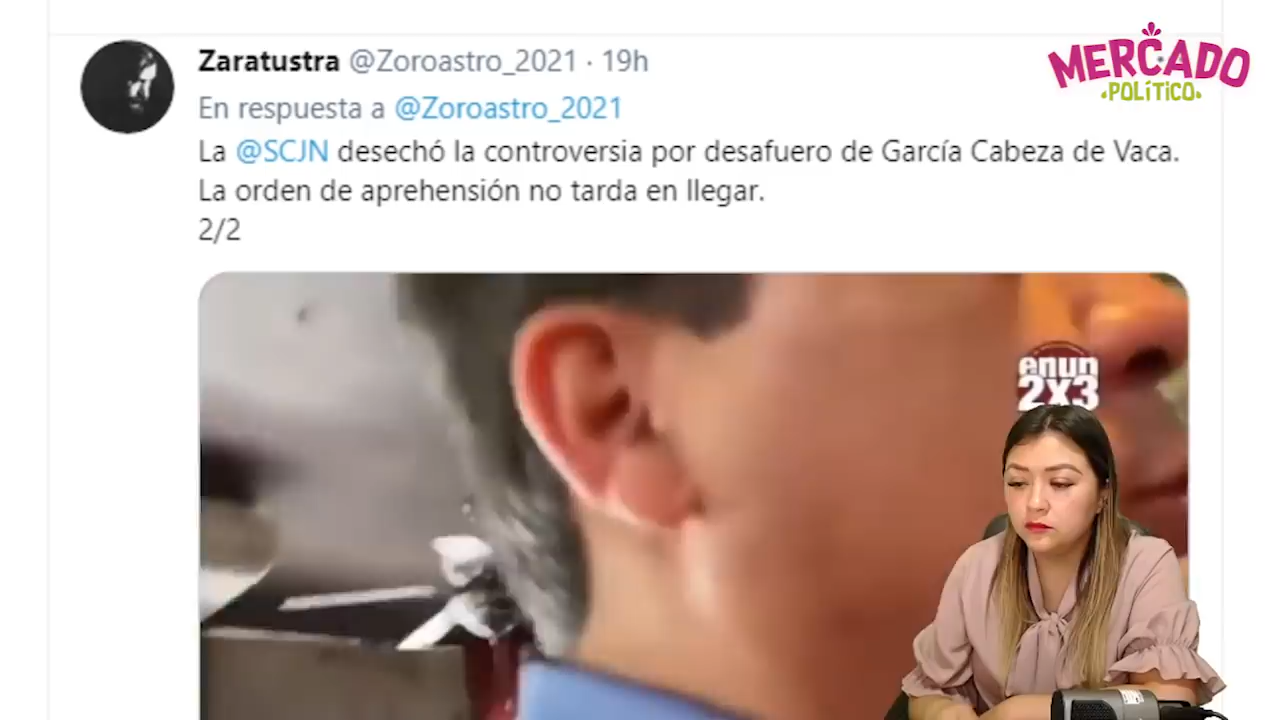 Zaratustra @Zoroastro_2021 · 19h
En respuesta a @Zoroastro_2021
La @SCJN desechó la controversia por desafuero de García Cabeza de Vaca.
La orden de aprehensión no tarda en llegar.
2/2
MERCADO
POLÍTICO
enun
2X3